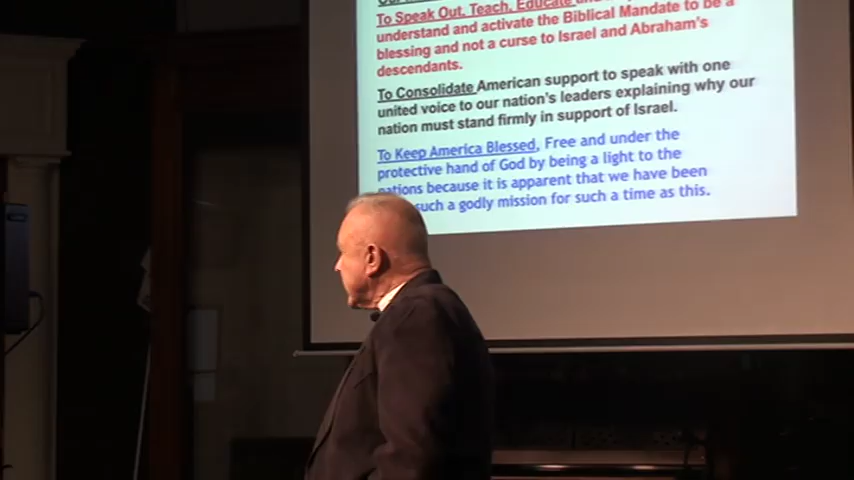 To Speak Out, Teach, Educate and
understand and activate the Biblical Mandate to be a
blessing and not a curse to Israel and Abraham's
descendants.
To Consolidate American support to speak with one
united voice to our nation's leaders explaining why our
nation must stand firmly in support of Israel.
To Keep America Blessed, Free and under the
protective hand of God by being a light to the
nations because it is apparent that we have been
such a godly mission for such a time as this.